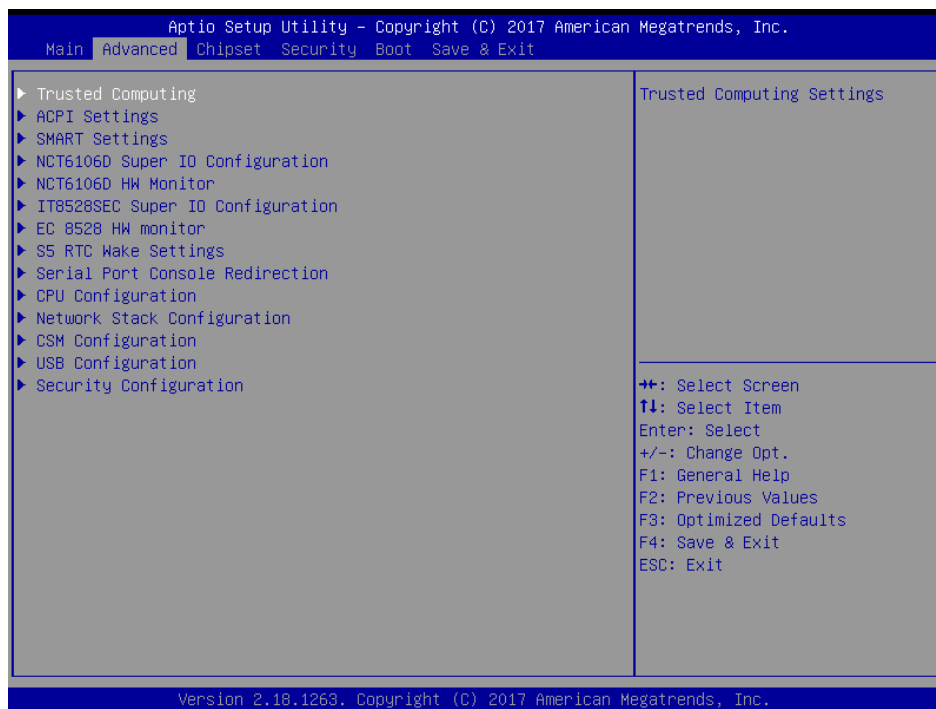 Aptio Setup Utility – Copyright (C) 2017 American Megatrends, Inc.
Main Advanced Chipset Security Boot Save & Exit
▶ Trusted Computing
▶ ACPI Settings
▶ SMART Settings
▶ NCT6106D Super IO Configuration
▶ NCT6106D HW Monitor
▶ IT8528SEC Super IO Configuration
▶ EC 8528 HW monitor
▶ S5 RTC Wake Settings
▶ Serial Port Console Redirection
▶ CPU Configuration
▶ Network Stack Configuration
▶ CSM Configuration
▶ USB Configuration
▶ Security Configuration
Trusted Computing Settings
→←: Select Screen
↑↓: Select Item
Enter: Select
+/-: Change Opt.
F1: General Help
F2: Previous Values
F3: Optimized Defaults
F4: Save & Exit
ESC: Exit
Version 2.18.1263. Copyright (C) 2017 American Megatrends, Inc.